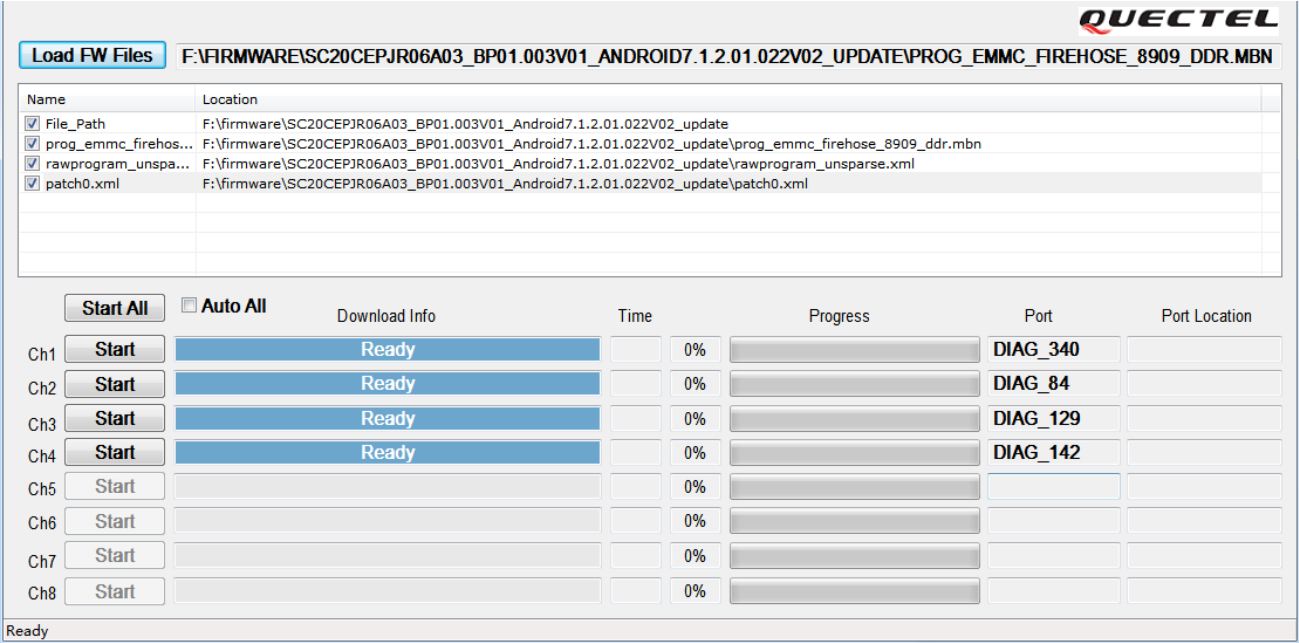 QUECTEL
Load FW Files F:\FIRMWARE\SC20CEPJR06A03_BP01.003V01_ANDROID7.1.2.01.022V02_UPDATE\PROG_EMMC_FIREHOSE_8909_DDR.MBN
Name Location
File_Path F:\firmware\SC20CEPJR06A03_BP01.003V01_Android7.1.2.01.022V02_update
prog_emmc_firehos... F:\firmware\SC20CEPJR06A03_BP01.003V01_Android7.1.2.01.022V02_update\prog_emmc_firehose_8909_ddr.mbn
rawprogram_unspa... F:\firmware\SC20CEPJR06A03_BP01.003V01_Android7.1.2.01.022V02_update\rawprogram_unsparse.xml
patch0.xml F:\firmware\SC20CEPJR06A03_BP01.003V01_Android7.1.2.01.022V02_update\patch0.xml
Start All Auto All Download Info Time Progress Port Port Location
Ch1 Start Ready 0% DIAG_340
Ch2 Start Ready 0% DIAG_84
Ch3 Start Ready 0% DIAG_129
Ch4 Start Ready 0% DIAG_142
Ch5 Start 0%
Ch6 Start 0%
Ch7 Start 0%
Ch8 Start 0%
Ready